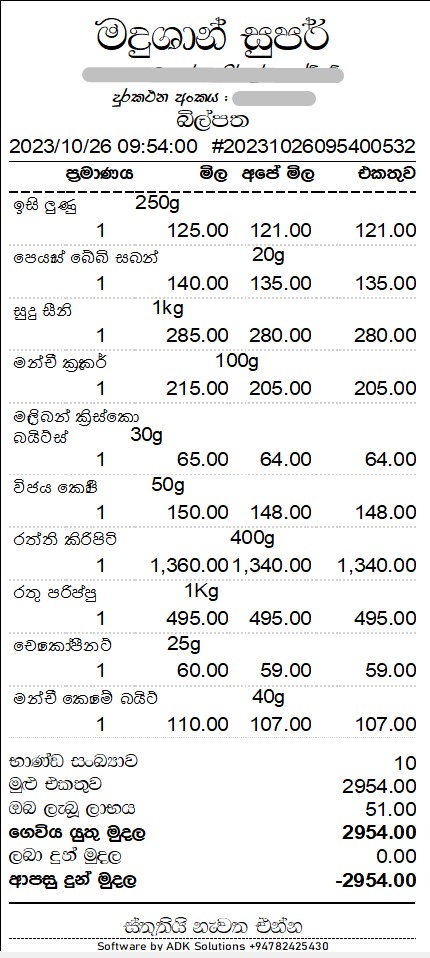 මදුශාන් සුපර්
දුරකථන අංකය :
බිල්පත
2023/10/26 09:54:00 #20231026095400532
ප්‍රමාණය මිල අපේ මිල එකතුව
ඉසි ලුණු 250g
1 125.00 121.00 121.00
පෙයාස් බේබි සබන් 20g
1 140.00 135.00 135.00
සුදු සීනි 1kg
1 285.00 280.00 280.00
මන්චී ක්‍රැකර් 100g
1 215.00 205.00 205.00
මලිබන් ක්‍රිස්කො
බයිට්ස් 30g
1 65.00 64.00 64.00
විජය කෝපි 50g
1 150.00 148.00 148.00
රත්ති කිරිපිටි 400g
1 1,360.00 1,340.00 1,340.00
රතු පරිප්පු 1Kg
1 495.00 495.00 495.00
චොකෝපීනට් 25g
1 60.00 59.00 59.00
මන්චී කෙමේ බයිට් 40g
1 110.00 107.00 107.00
භාණ්ඩ සංඛ්‍යාව 10
මුළු එකතුව 2954.00
ඔබ ලැබූ ලාභය 51.00
ගෙවිය යුතු මුදල 2954.00
ලබා දුන් මුදල 0.00
ආපසු දුන් මුදල -2954.00
ස්තුතියි නැවත එන්න
Software by ADK Solutions +94782425430